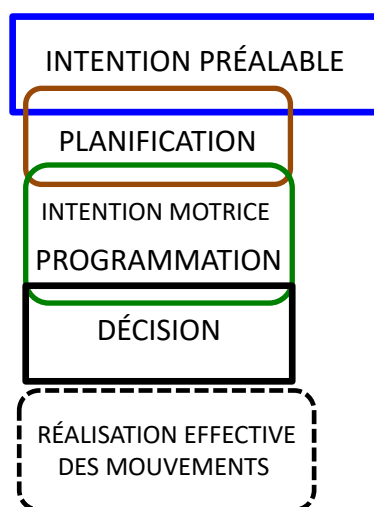 INTENTION PRÉALABLE
PLANIFICATION
INTENTION MOTRICE
PROGRAMMATION
DÉCISION
RÉALISATION EFFECTIVE
DES MOUVEMENTS